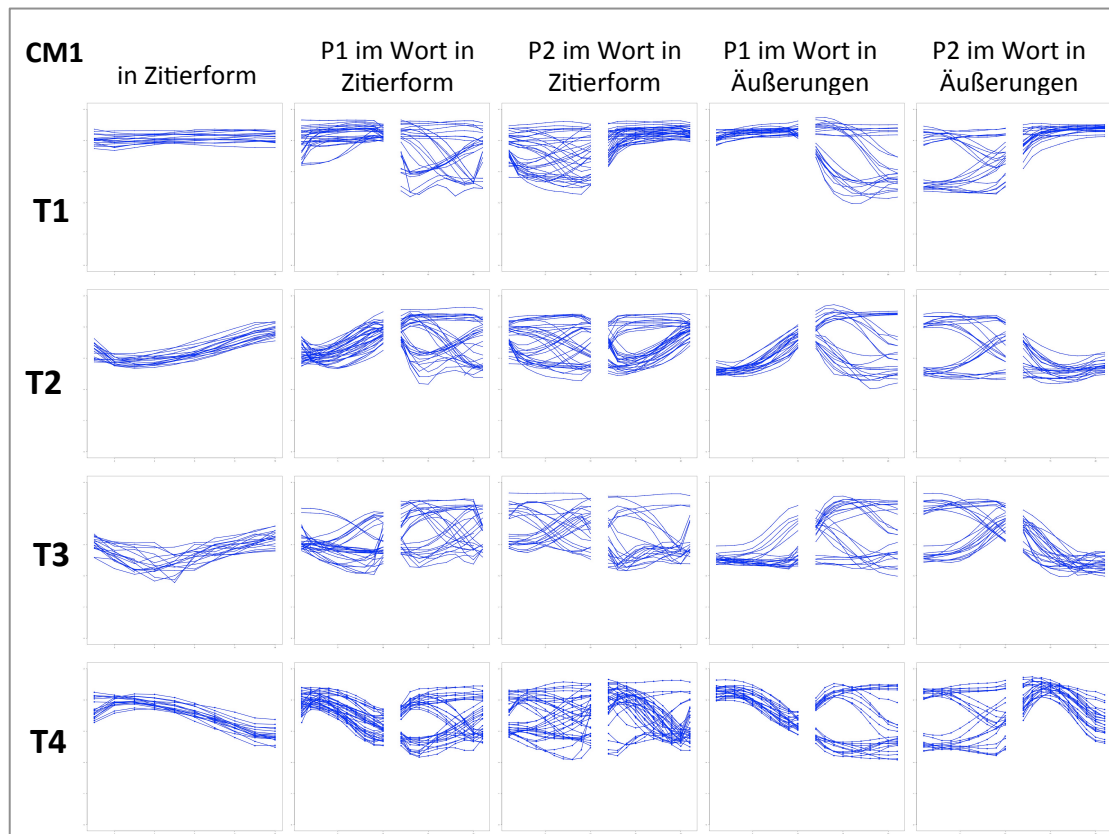 CM1
in Zitierform
P1 im Wort in
Zitierform
P2 im Wort in
Zitierform
P1 im Wort in
Äußerungen
P2 im Wort in
Äußerungen
T1
T2
T3
T4